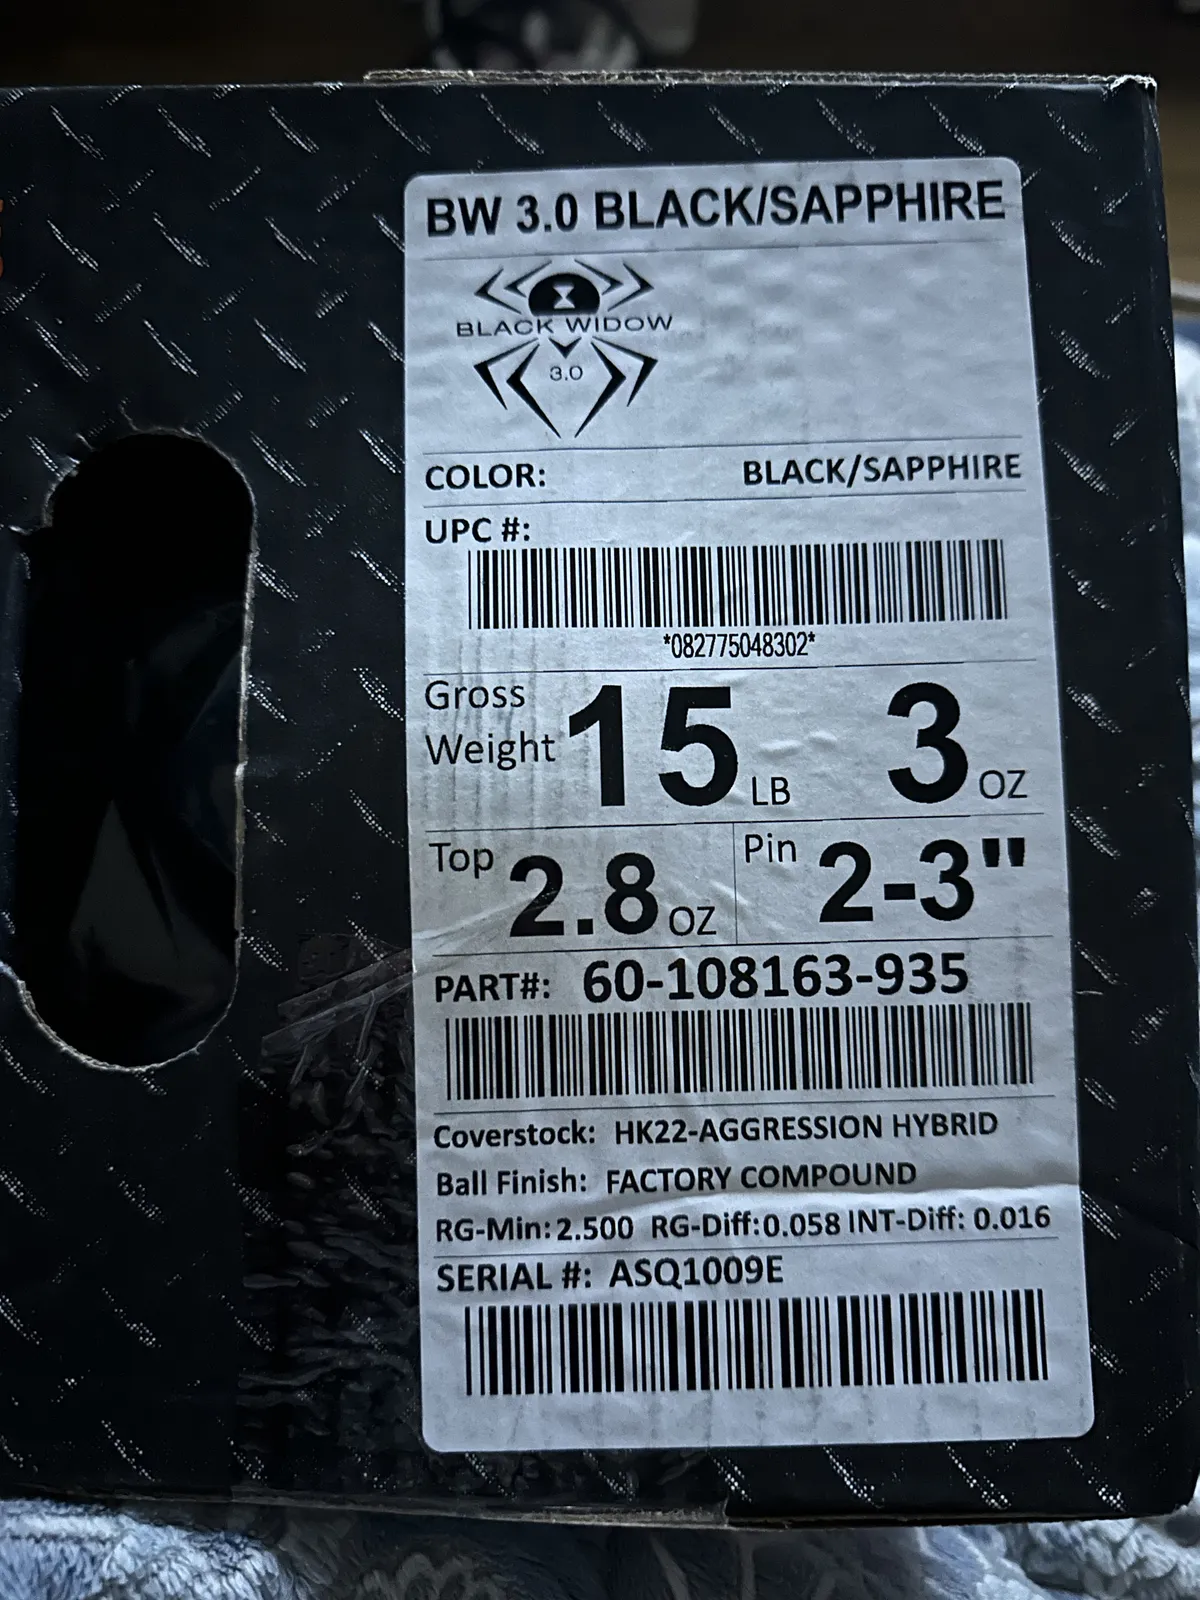 BW 3.0 BLACK/SAPPHIRE
BLACK WIDOW
3.0
COLOR: BLACK/SAPPHIRE
UPC #:
*082775048302*
Gross Weight 15 LB 3 OZ
Top 2.8 OZ Pin 2-3"
PART#: 60-108163-935
Coverstock: HK22-AGGRESSION HYBRID
Ball Finish: FACTORY COMPOUND
RG-Min: 2.500 RG-Diff: 0.058 INT-Diff: 0.016
SERIAL #: ASQ1009E